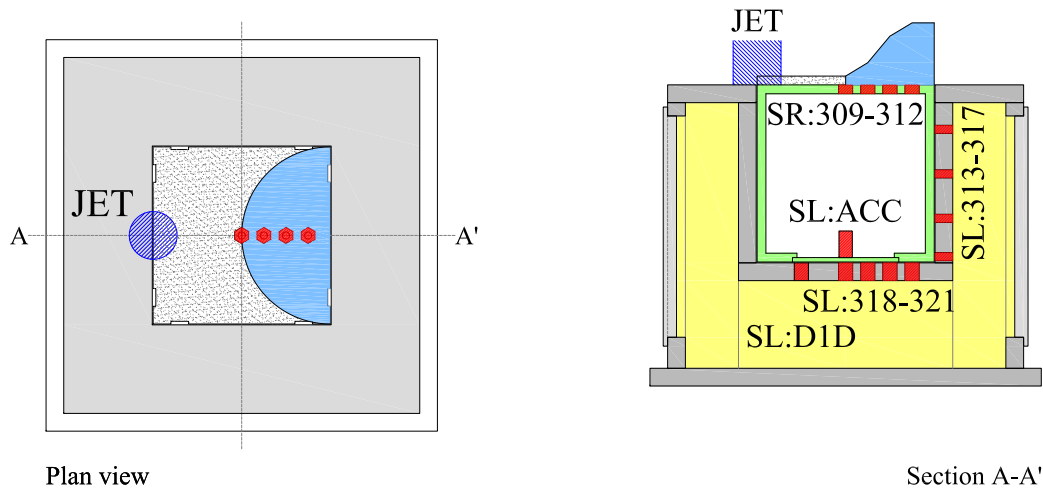 JET
A
A'
Plan view
JET
SR:309-312
SL:313-317
SL:ACC
SL:318-321
SL:D1D
Section A-A'